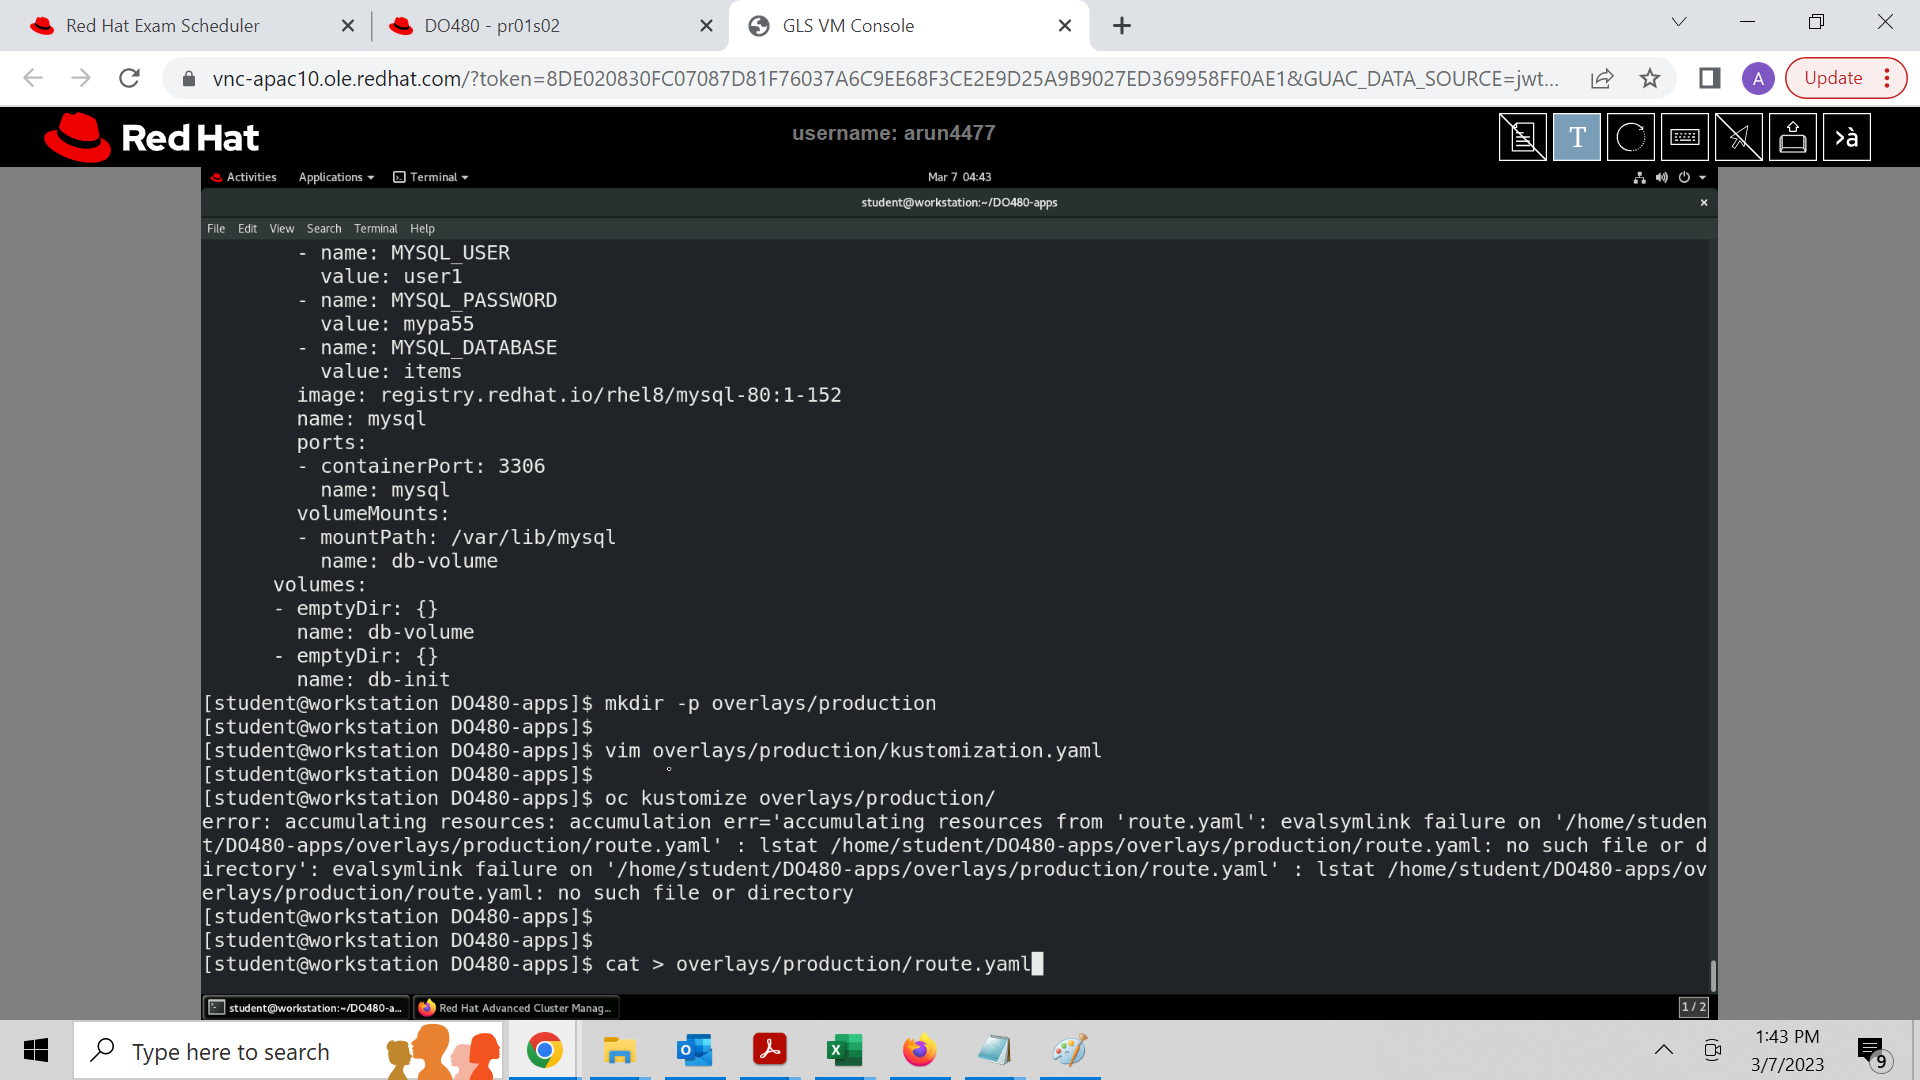 Red Hat Exam Scheduler
DO480 - pr01s02
GLS VM Console
vnc-apac10.ole.redhat.com/?token=8DE020830FC07087D81F76037A6C9EE68F3CE2E9D25A9B9027ED369958FF0AE1&GUAC_DATA_SOURCE=jwt...
A
Update
Red Hat
username: arun4477
T
>à
Activities
Applications
Terminal
Mar 7 04:43
student@workstation:~/DO480-apps
File Edit View Search Terminal Help
- name: MYSQL_USER
value: user1
- name: MYSQL_PASSWORD
value: mypa55
- name: MYSQL_DATABASE
value: items
image: registry.redhat.io/rhel8/mysql-80:1-152
name: mysql
ports:
- containerPort: 3306
name: mysql
volumeMounts:
- mountPath: /var/lib/mysql
name: db-volume
volumes:
- emptyDir: {}
name: db-volume
- emptyDir: {}
name: db-init
[student@workstation DO480-apps]$ mkdir -p overlays/production
[student@workstation DO480-apps]$
[student@workstation DO480-apps]$ vim overlays/production/kustomization.yaml
[student@workstation DO480-apps]$
[student@workstation DO480-apps]$ oc kustomize overlays/production/
error: accumulating resources: accumulation err='accumulating resources from 'route.yaml': evalsymlink failure on '/home/studen
t/DO480-apps/overlays/production/route.yaml' : lstat /home/student/DO480-apps/overlays/production/route.yaml: no such file or d
irectory': evalsymlink failure on '/home/student/DO480-apps/overlays/production/route.yaml' : lstat /home/student/DO480-apps/ov
erlays/production/route.yaml: no such file or directory
[student@workstation DO480-apps]$
[student@workstation DO480-apps]$
[student@workstation DO480-apps]$ cat > overlays/production/route.yaml
student@workstation:~/DO480-a...
Red Hat Advanced Cluster Manag...
1 / 2
Type here to search
1:43 PM
3/7/2023
9